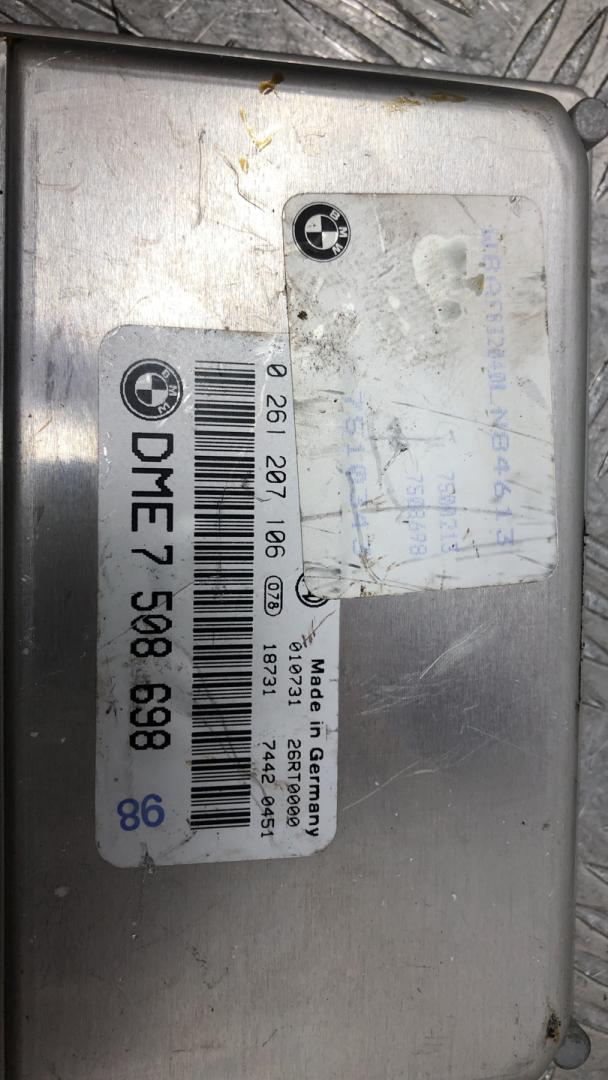 BMW
N84613
7508698
BMW
Made in Germany
010731 26RT0000
18731 7442 0451
0 261 207 106 078
DME 7 508 698
98